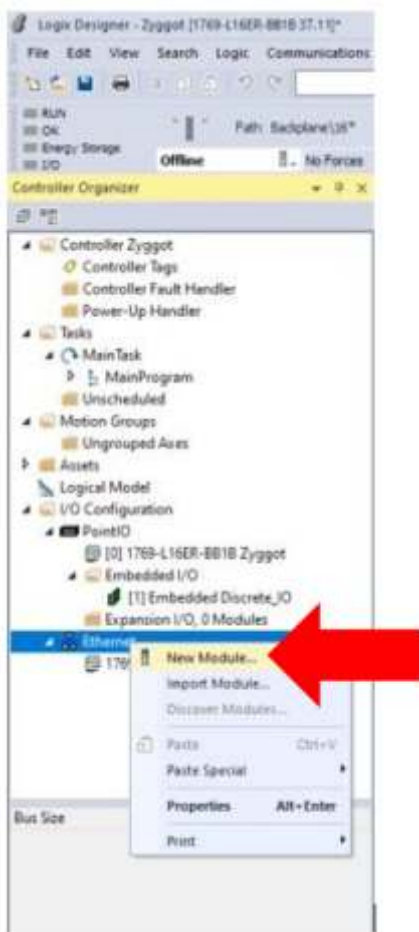 Logix Designer - Zyggot [1769-L16ER-BB1B 37.11]*
File Edit View Search Logic Communications
RUN
OK
Energy Storage
I/O
Path: Backplane\16*
Offline
No Forces
Controller Organizer
Controller Zyggot
Controller Tags
Controller Fault Handler
Power-Up Handler
Tasks
MainTask
MainProgram
Unscheduled
Motion Groups
Ungrouped Axes
Assets
Logical Model
I/O Configuration
PointIO
[0] 1769-L16ER-BB1B Zyggot
Embedded I/O
[1] Embedded Discrete_IO
Expansion I/O, 0 Modules
Ethernet
176
New Module...
Import Module...
Discover Modules...
Paste Ctrl+V
Paste Special
Properties Alt+Enter
Print
Bus Size